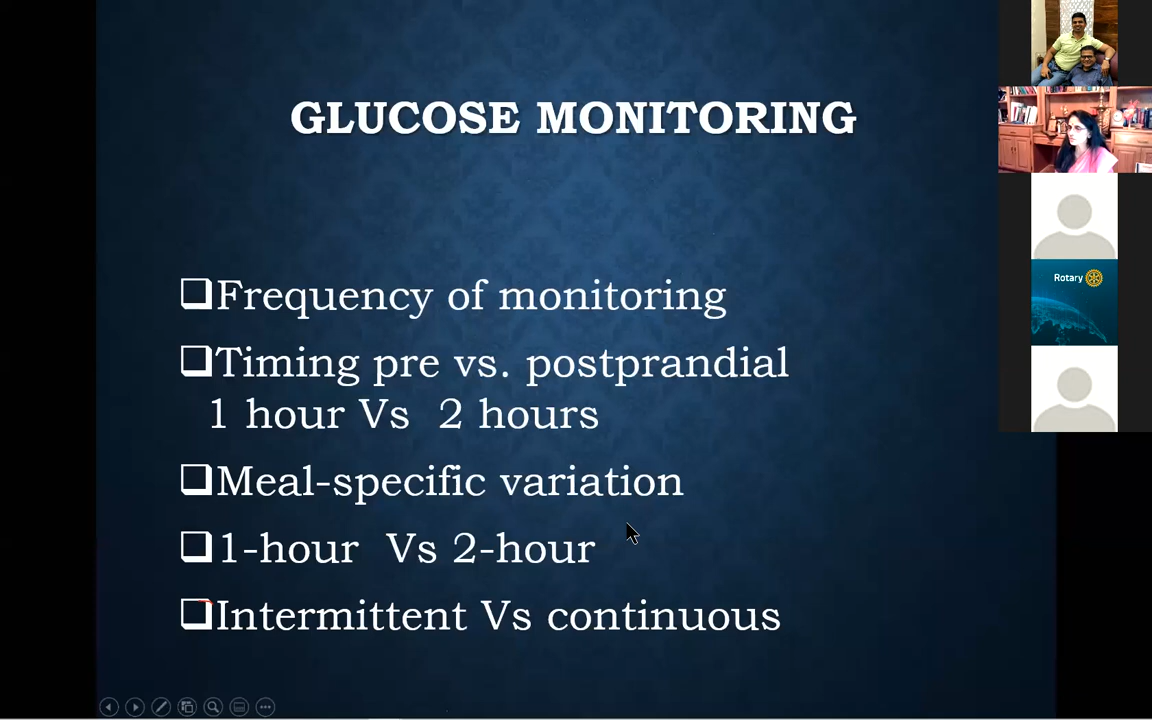 GLUCOSE MONITORING
Frequency of monitoring
Timing pre vs. postprandial
1 hour Vs 2 hours
Meal-specific variation
1-hour Vs 2-hour
Intermittent Vs continuous
Rotary